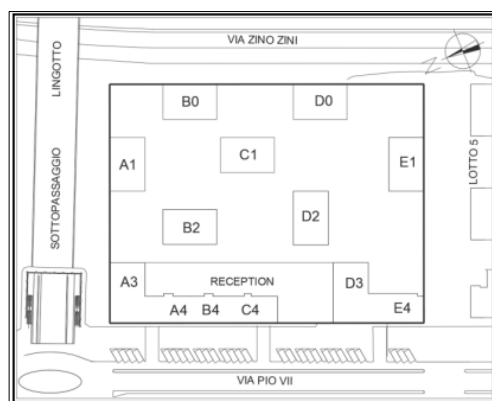 VIA ZINO ZINI
N
SOTTOPASSAGGIO LINGOTTO
B0
D0
A1
C1
E1
LOTTO 5
B2
D2
A3
RECEPTION
D3
A4
B4
C4
E4
VIA PIO VII